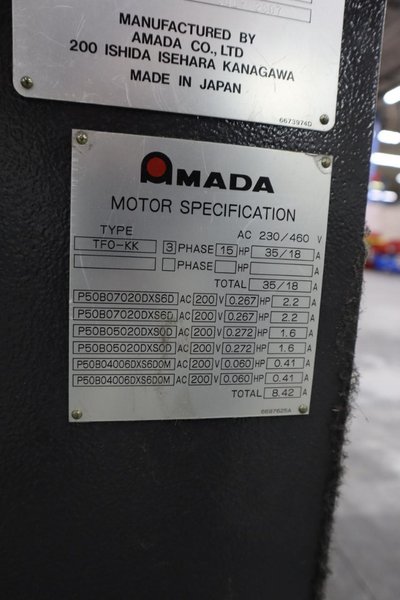 MANUFACTURED BY
AMADA CO., LTD
200 ISHIDA ISEHARA KANAGAWA
MADE IN JAPAN
6673974D
AMADA
MOTOR SPECIFICATION
TYPE AC 230/460 V
TFO-KK 3 PHASE 15 HP 35/18 A
PHASE HP A
TOTAL 35/18 A
P50B07020DXS6D AC 200 V 0.267 HP 2.2 A
P50B07020DXS6D AC 200 V 0.267 HP 2.2 A
P50B05020DXS0D AC 200 V 0.272 HP 1.6 A
P50B05020DXS0D AC 200 V 0.272 HP 1.6 A
P50B04006DXS6D0M AC 200 V 0.060 HP 0.41 A
P50B04006DXS6D0M AC 200 V 0.060 HP 0.41 A
TOTAL 8.42 A
6697625A